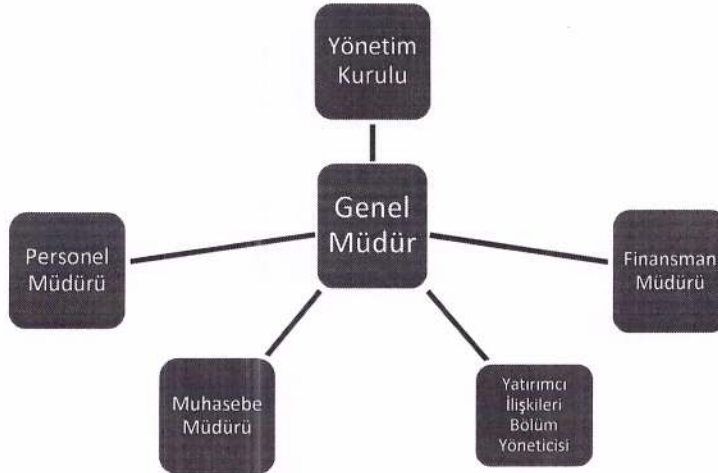 Yönetim
Kurulu
Genel
Müdür
Personel
Müdürü
Finansman
Müdürü
Muhasebe
Müdürü
Yatırımcı
İlişkileri
Bölüm
Yöneticisi